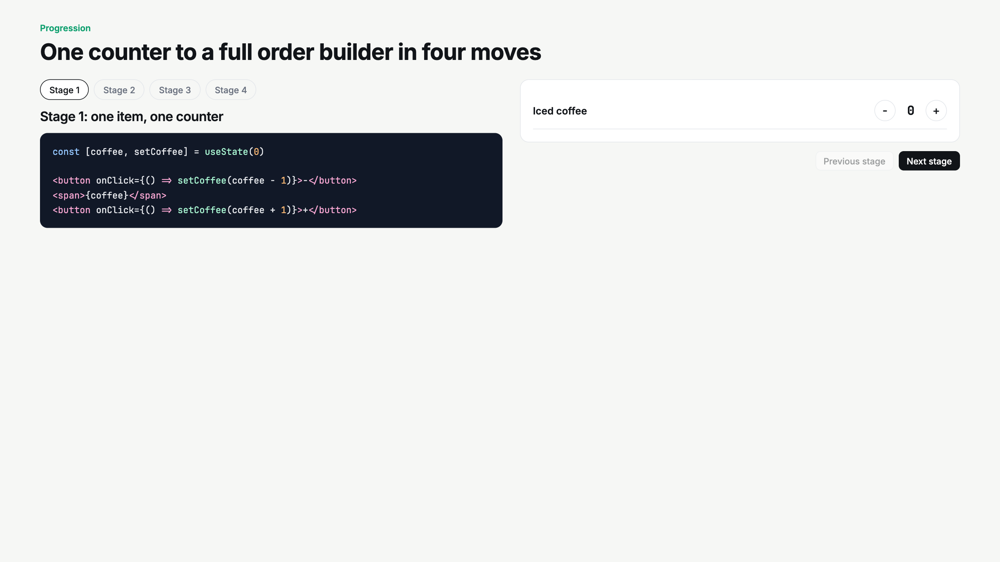 Progression
One counter to a full order builder in four moves
Stage 1 Stage 2 Stage 3 Stage 4
Stage 1: one item, one counter
const [coffee, setCoffee] = useState(0)
<button onClick={() => setCoffee(coffee - 1)}>-</button>
<span>{coffee}</span>
<button onClick={() => setCoffee(coffee + 1)}>+</button>
Iced coffee - 0 +
Previous stage Next stage